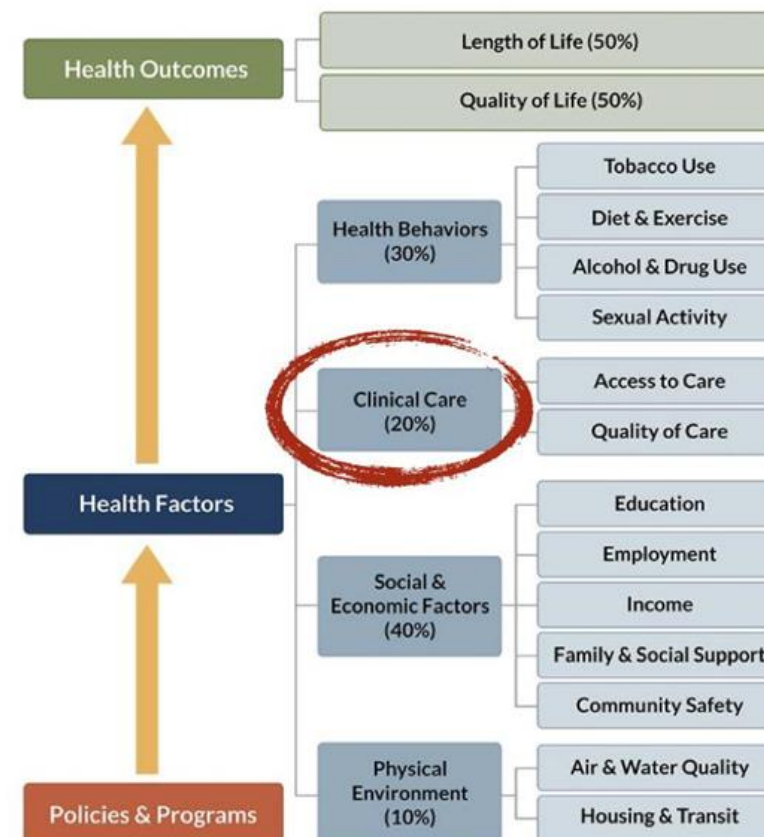 Health Outcomes
Length of Life (50%)
Quality of Life (50%)
Health Factors
Health Behaviors
(30%)
Tobacco Use
Diet & Exercise
Alcohol & Drug Use
Sexual Activity
Clinical Care
(20%)
Access to Care
Quality of Care
Social &
Economic Factors
(40%)
Education
Employment
Income
Family & Social Support
Community Safety
Physical
Environment
(10%)
Air & Water Quality
Housing & Transit
Policies & Programs